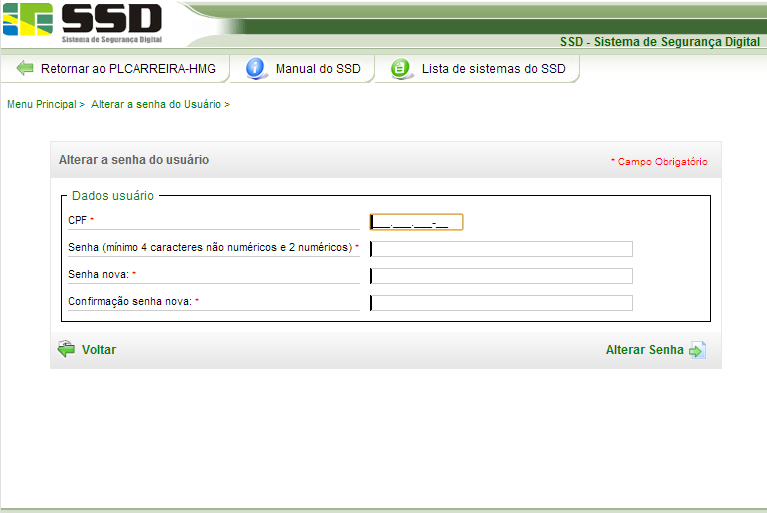 SSD
Sistema de Segurança Digital
SSD - Sistema de Segurança Digital
Retornar ao PLCARREIRA-HMG
Manual do SSD
Lista de sistemas do SSD
Menu Principal > Alterar a senha do Usuário >
Alterar a senha do usuário
* Campo Obrigatório
Dados usuário
CPF *
___.___.___-__
Senha (mínimo 4 caracteres não numéricos e 2 numéricos) *
Senha nova: *
Confirmação senha nova: *
Voltar
Alterar Senha